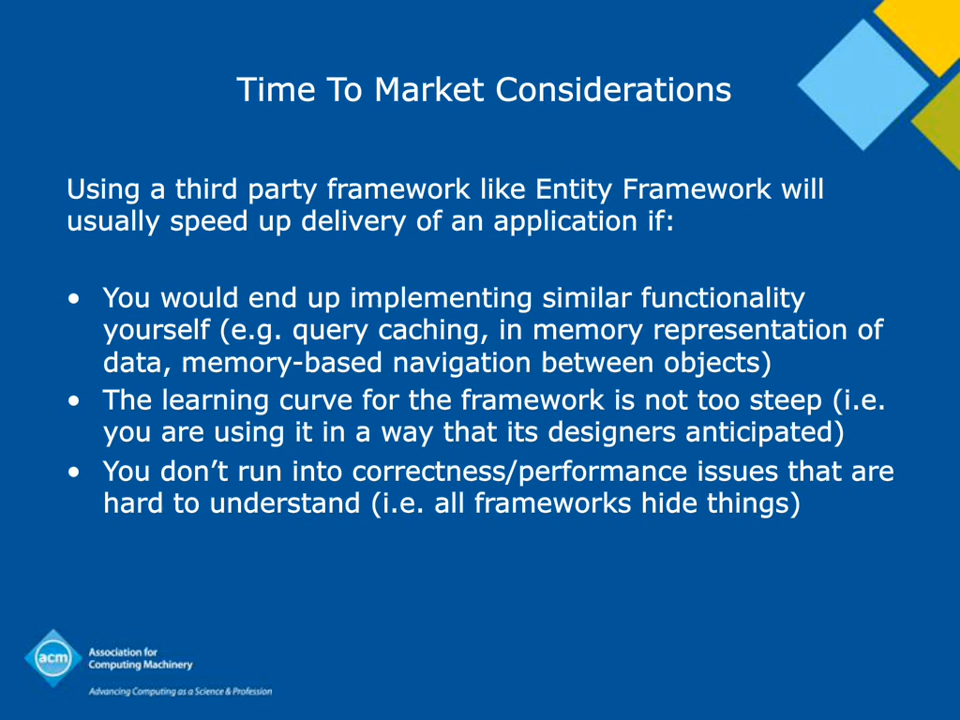 Time To Market Considerations
Using a third party framework like Entity Framework will
usually speed up delivery of an application if:
• You would end up implementing similar functionality
yourself (e.g. query caching, in memory representation of
data, memory-based navigation between objects)
• The learning curve for the framework is not too steep (i.e.
you are using it in a way that its designers anticipated)
• You don’t run into correctness/performance issues that are
hard to understand (i.e. all frameworks hide things)
acm
Association for
Computing Machinery
Advancing Computing as a Science & Profession